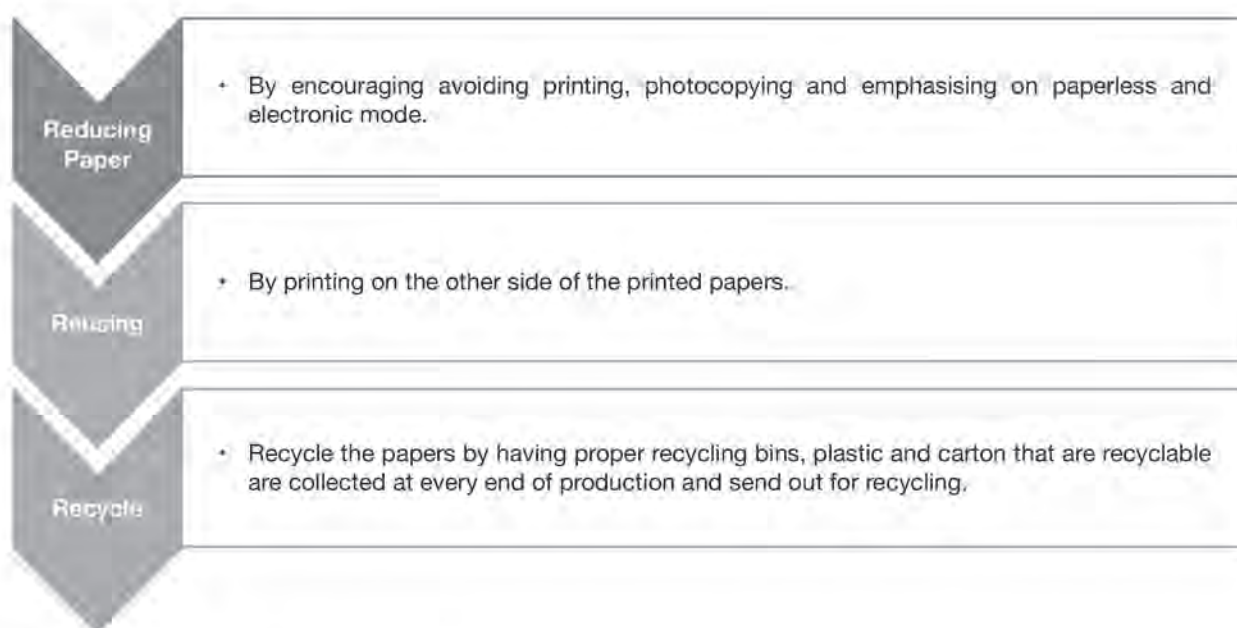 Reducing
Paper
• By encouraging avoiding printing, photocopying and emphasising on paperless and
electronic mode.
Reusing
• By printing on the other side of the printed papers.
Recycle
• Recycle the papers by having proper recycling bins, plastic and carton that are recyclable
are collected at every end of production and send out for recycling.